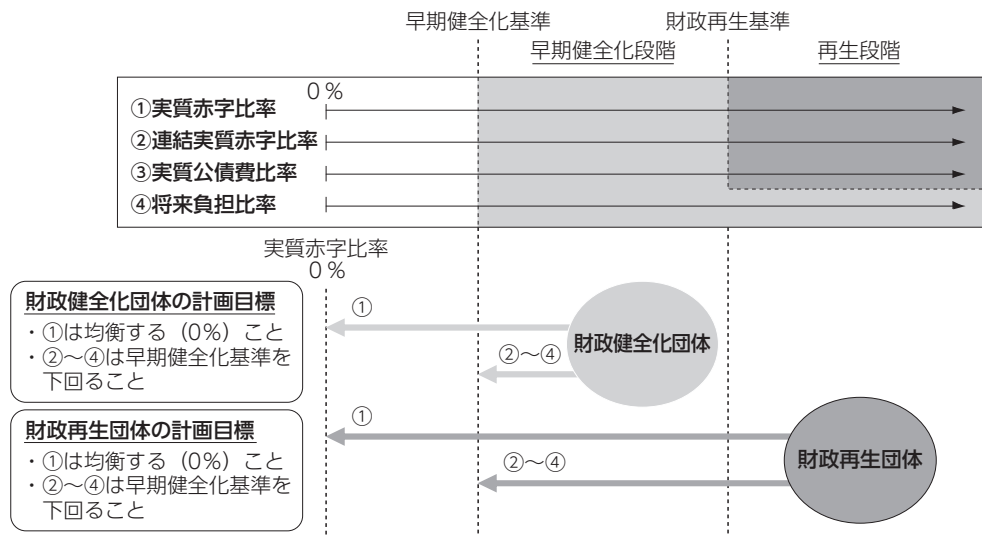 早期健全化基準
財政再生基準
早期健全化段階
再生段階
0%
①実質赤字比率
②連結実質赤字比率
③実質公債費比率
④将来負担比率
実質赤字比率
0%
財政健全化団体の計画目標
・①は均衡する(0%)こと
・②~④は早期健全化基準を
下回ること
①
②~④
財政健全化団体
財政再生団体の計画目標
・①は均衡する(0%)こと
・②~④は早期健全化基準を
下回ること
①
②~④
財政再生団体